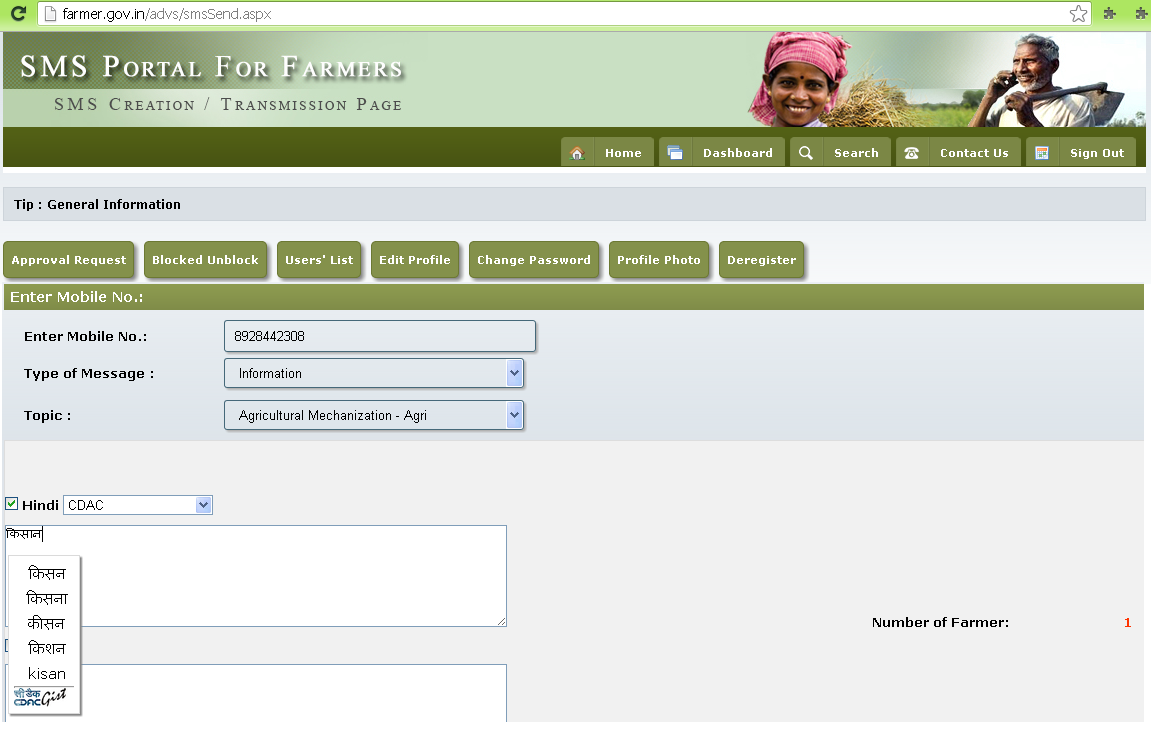 farmer.gov.in/advs/smsSend.aspx
SMS Portal For Farmers
SMS Creation / Transmission Page
Home Dashboard Search Contact Us Sign Out
Tip : General Information
Approval Request Blocked Unblock Users' List Edit Profile Change Password Profile Photo Deregister
Enter Mobile No.:
Enter Mobile No.: 8928442308
Type of Message : Information
Topic : Agricultural Mechanization - Agri
Hindi CDAC
किसान
किसन
किसना
कीसन
किशन
kisan
सी डैक
CDAC Gist
Number of Farmer: 1